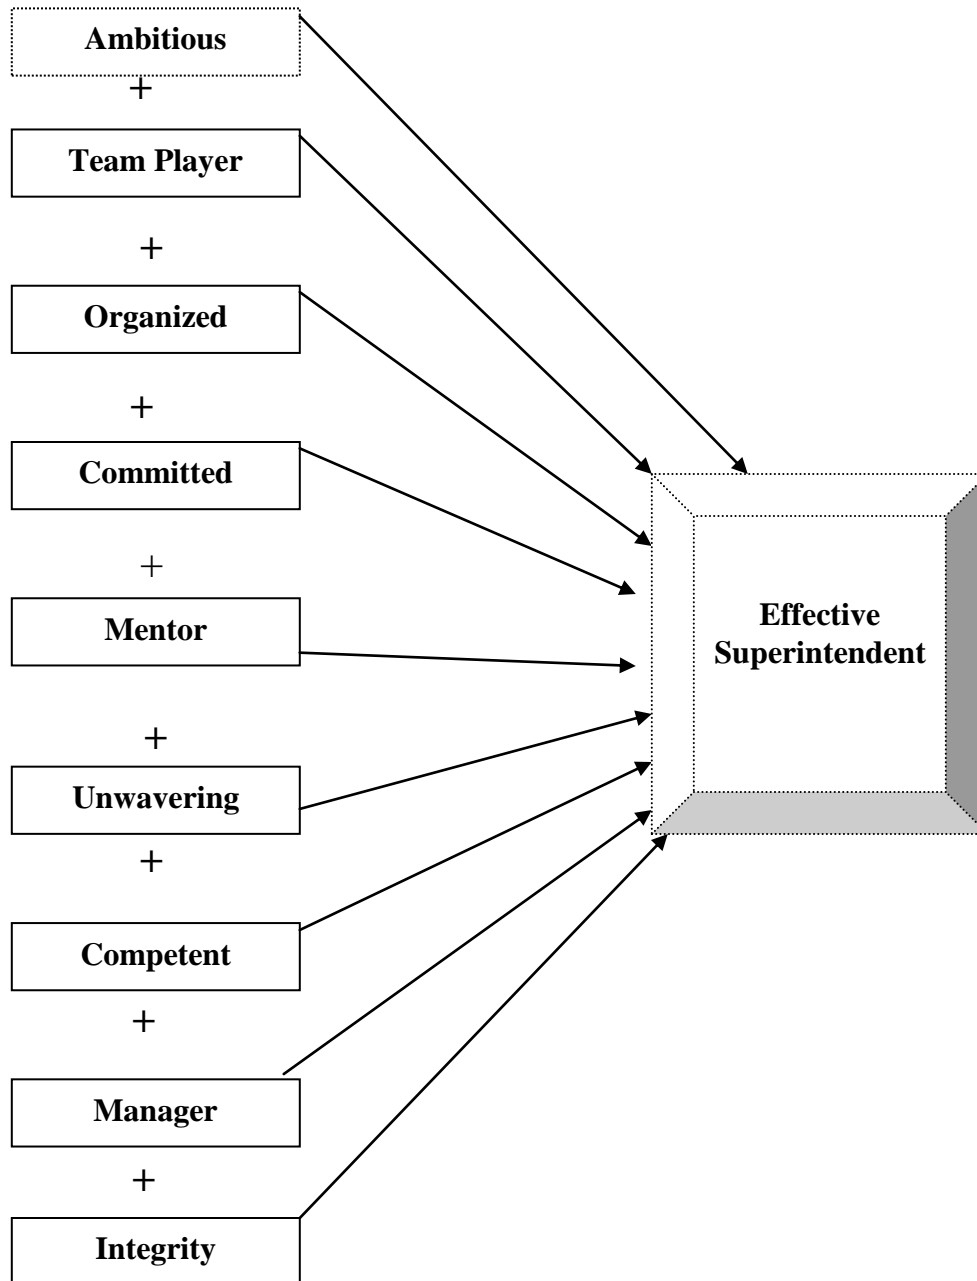 Ambitious
+
Team Player
+
Organized
+
Committed
+
Mentor
+
Unwavering
+
Competent
+
Manager
+
Integrity
Effective
Superintendent